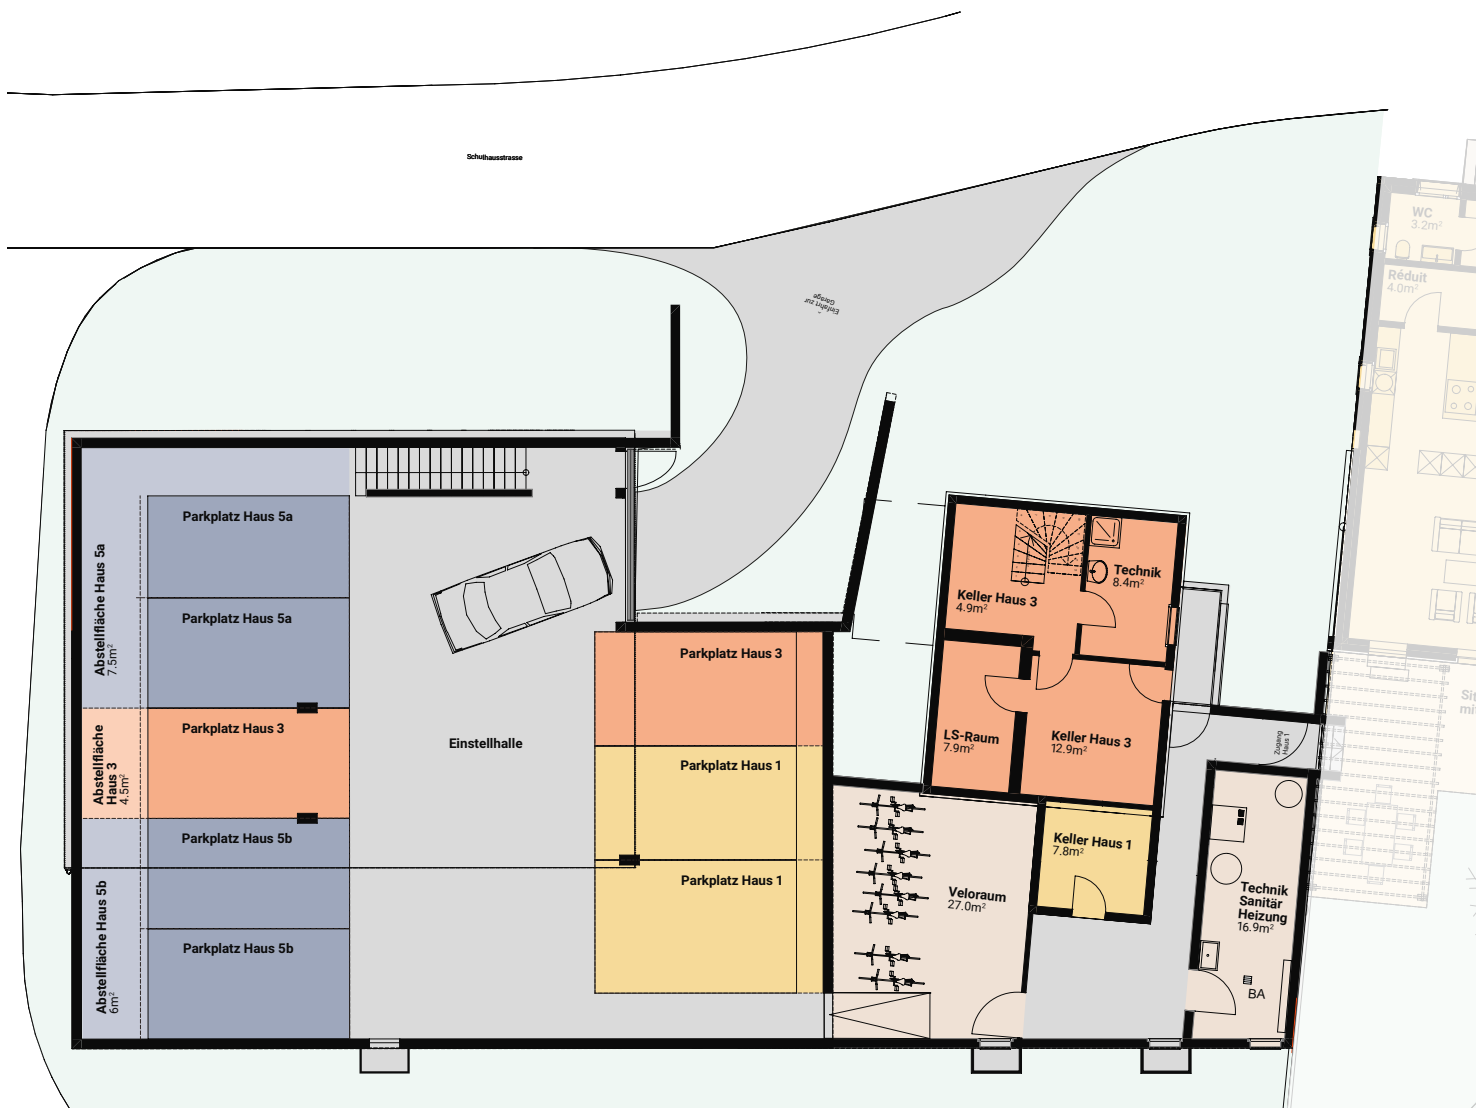 Schulhausstrasse
WC
3.2m²
Réduit
4.0m²
Einfahrt zur
Garage
Parkplatz Haus 5a
Abstellfläche Haus 5a
7.5m²
Parkplatz Haus 5a
Technik
8.4m²
Keller Haus 3
4.9m²
Parkplatz Haus 3
Sit
mi
Abstellfläche
Haus 3
4.5m²
Parkplatz Haus 3
Einstellhalle
LS-Raum
7.9m²
Keller Haus 3
12.9m²
Zugang
Haus 1
Parkplatz Haus 1
Parkplatz Haus 5b
Keller Haus 1
7.8m²
Parkplatz Haus 1
Veloraum
27.0m²
Technik
Sanitär
Heizung
16.9m²
Abstellfläche Haus 5b
6m²
Parkplatz Haus 5b
BA